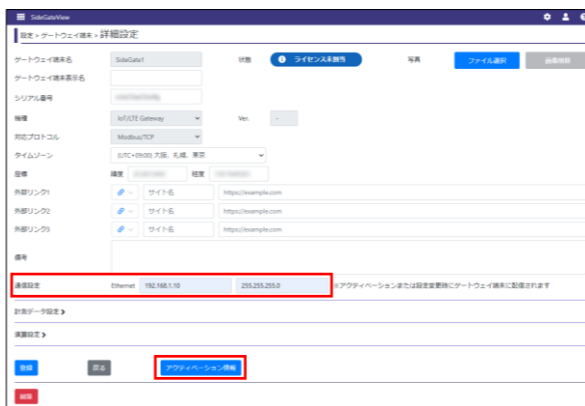 SideGateView
設定 > ゲートウェイ端末 > 詳細設定
ゲートウェイ端末名 SideGate1 状態 ライセンス未割当 写真 ファイル選択 画像削除
ゲートウェイ端末表示名
シリアル番号
機種 IoT/LTE Gateway Ver. -
対応プロトコル Modbus/TCP
タイムゾーン (UTC+09:00) 大阪、札幌、東京
座標 緯度 経度
外部リンク1 サイト名 https://example.com
外部リンク2 サイト名 https://example.com
外部リンク3 サイト名 https://example.com
備考
通信設定 Ethernet 192.168.1.10 255.255.255.0 ※アクティベーションまたは設定変更時にゲートウェイ端末に配信されます
計測データ設定
演算設定
登録 戻る アクティベーション情報
削除